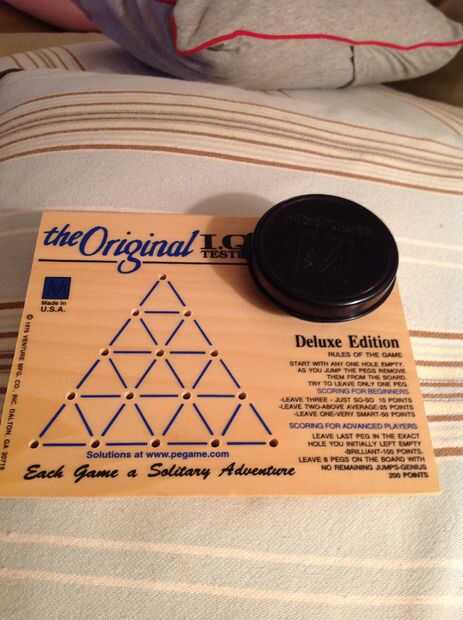 the Original I.Q
TESTE
Made in
U.S.A.
© 1975 VENTURE MFG. CO. INC. DALTON, GA
Deluxe Edition
RULES OF THE GAME
START WITH ANY ONE HOLE EMPTY.
AS YOU JUMP THE PEGS REMOVE
THEM FROM THE BOARD.
TRY TO LEAVE ONLY ONE PEG.
SCORING FOR BEGINNERS
-LEAVE THREE - JUST SO-SO 10 POINTS
-LEAVE TWO-ABOVE AVERAGE-25 POINTS
-LEAVE ONE-VERY SMART-50 POINTS
SCORING FOR ADVANCED PLAYERS
LEAVE LAST PEG IN THE EXACT
HOLE YOU INITIALLY LEFT EMPTY
-BRILLIANT-100 POINTS.
LEAVE 8 PEGS ON THE BOARD WITH
NO REMAINING JUMPS-GENIUS
200 POINTS
Solutions at www.pegame.com
Each Game a Solitary Adventure